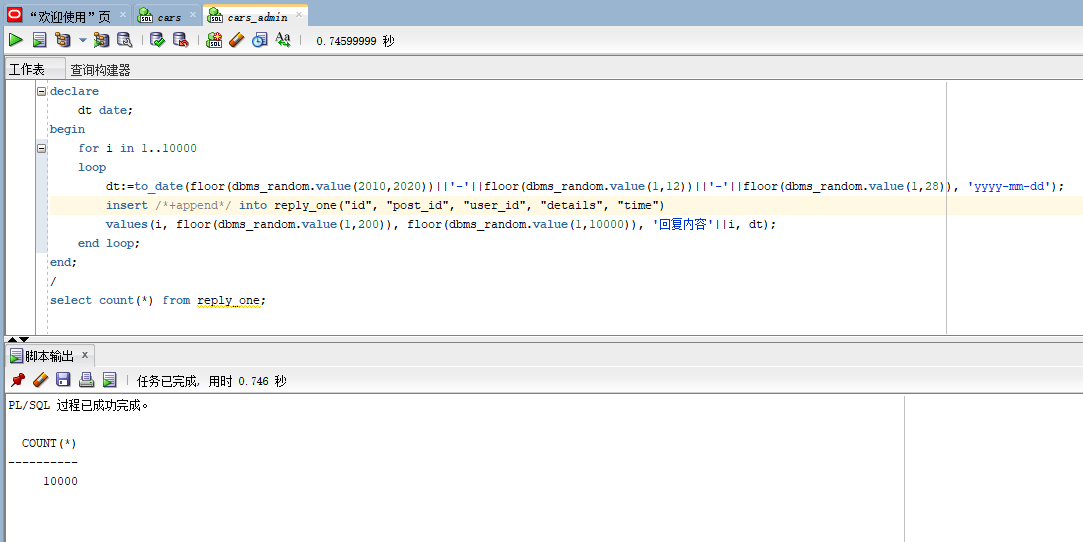 “欢迎使用”页 cars cars_admin
0.74599999 秒
工作表 查询构建器
declare
dt date;
begin
for i in 1..10000
loop
dt:=to_date(floor(dbms_random.value(2010,2020))||'-'||floor(dbms_random.value(1,12))||'-'||floor(dbms_random.value(1,28)), 'yyyy-mm-dd');
insert /*+append*/ into reply_one("id", "post_id", "user_id", "details", "time")
values(i, floor(dbms_random.value(1,200)), floor(dbms_random.value(1,10000)), '回复内容'||i, dt);
end loop;
end;
/
select count(*) from reply_one;
脚本输出 x
任务已完成, 用时 0.746 秒
PL/SQL 过程已成功完成。
COUNT(*)
----------
10000